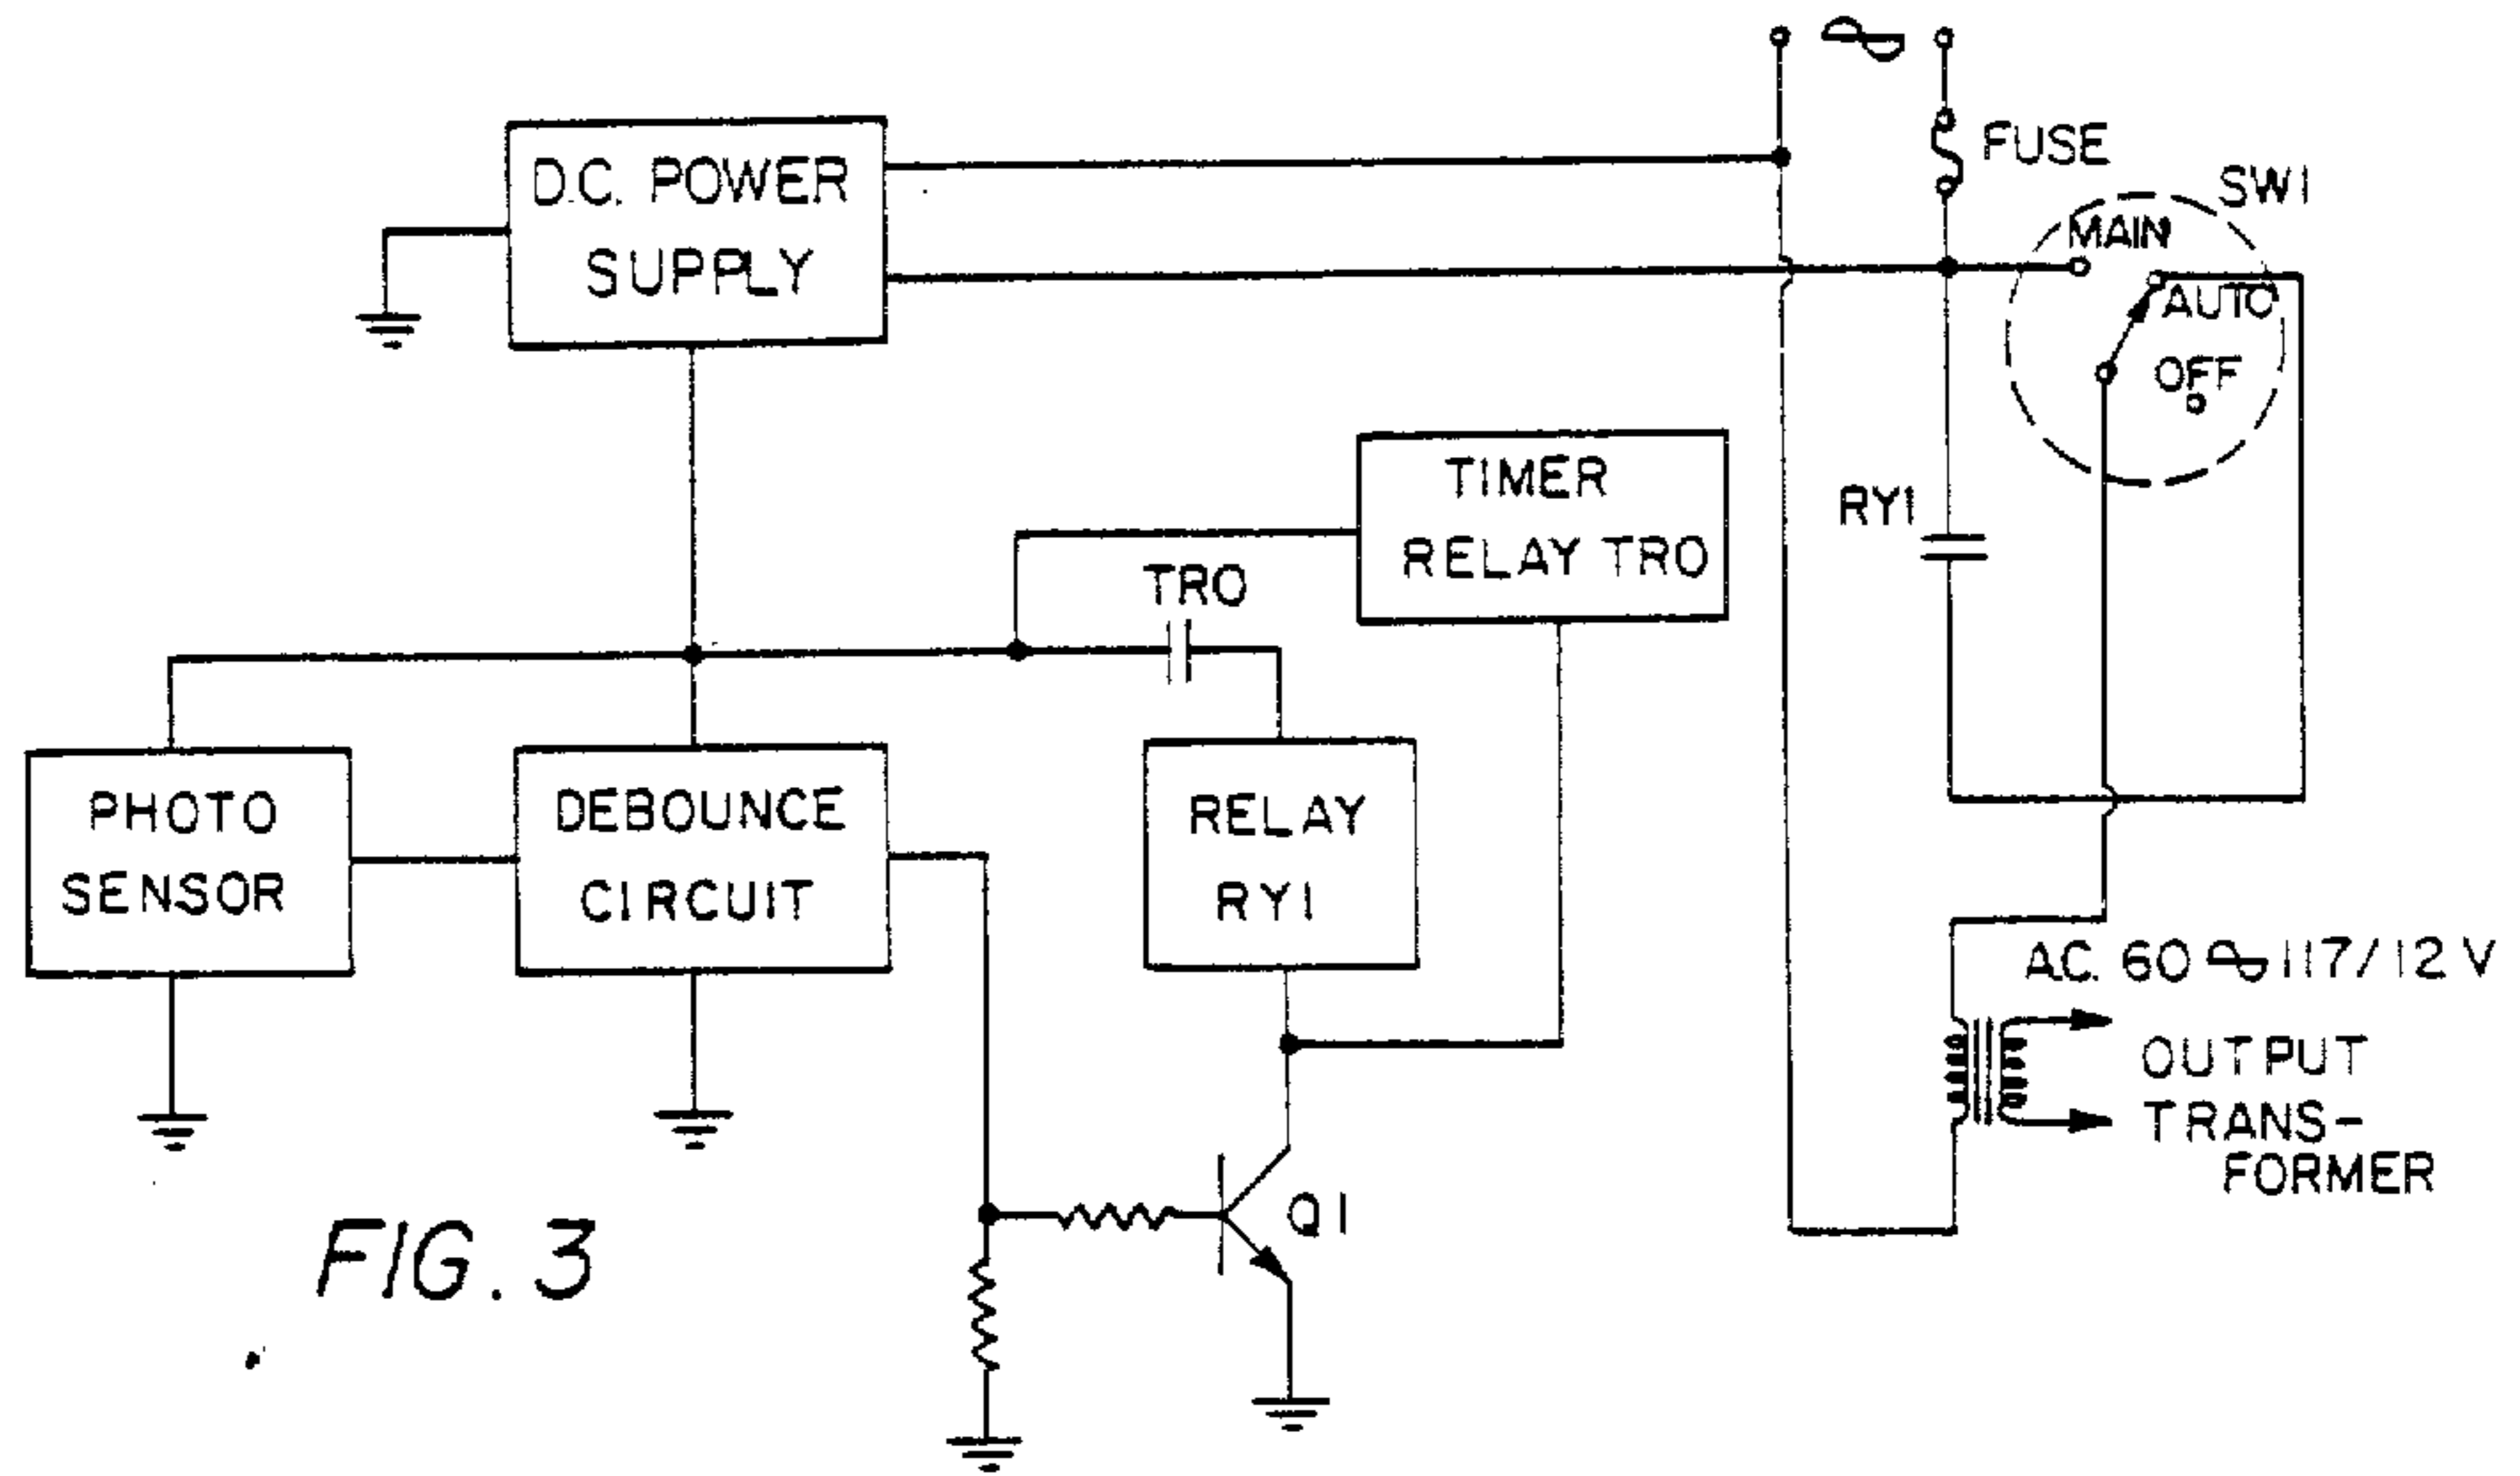 FUSE
SW1
D.C. POWER
SUPPLY
MAIN
AUTO
OFF
TIMER
RELAY TRO
RY1
TRO
PHOTO
SENSOR
DEBOUNCE
CIRCUIT
RELAY
RY1
A.C. 60 117/12 V
OUTPUT
TRANS-
FORMER
Q1
FIG. 3